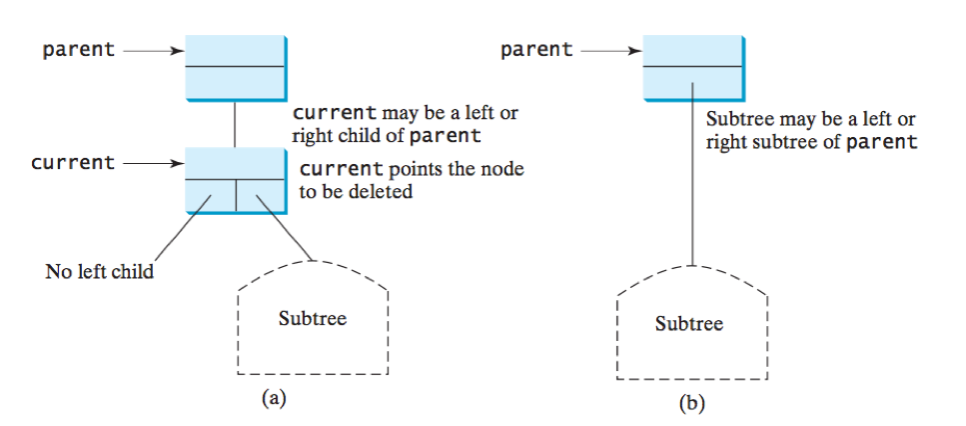 parent
current may be a left or
right child of parent
current
current points the node
to be deleted
No left child
Subtree
(a)
parent
Subtree may be a left or
right subtree of parent
Subtree
(b)